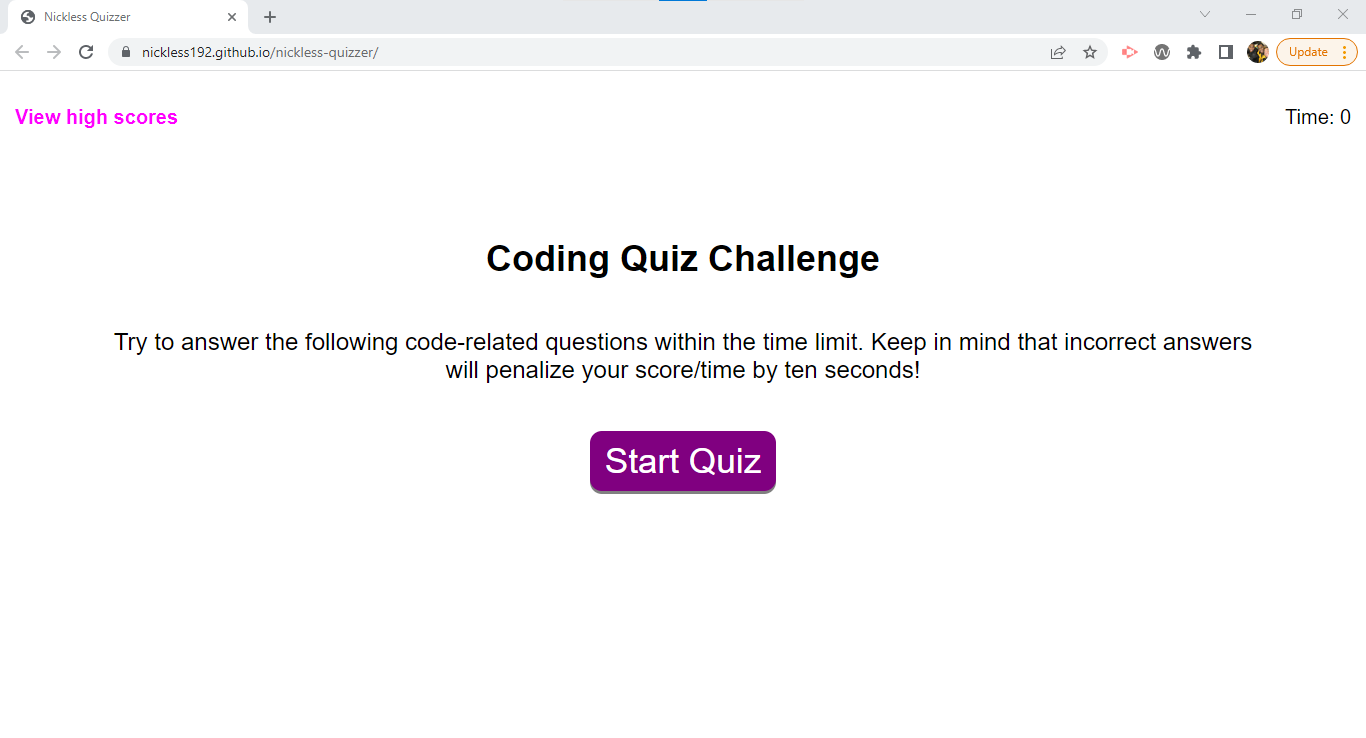 Nickless Quizzer
nickless192.github.io/nickless-quizzer/
Update
View high scores
Time: 0
Coding Quiz Challenge
Try to answer the following code-related questions within the time limit. Keep in mind that incorrect answers
will penalize your score/time by ten seconds!
Start Quiz